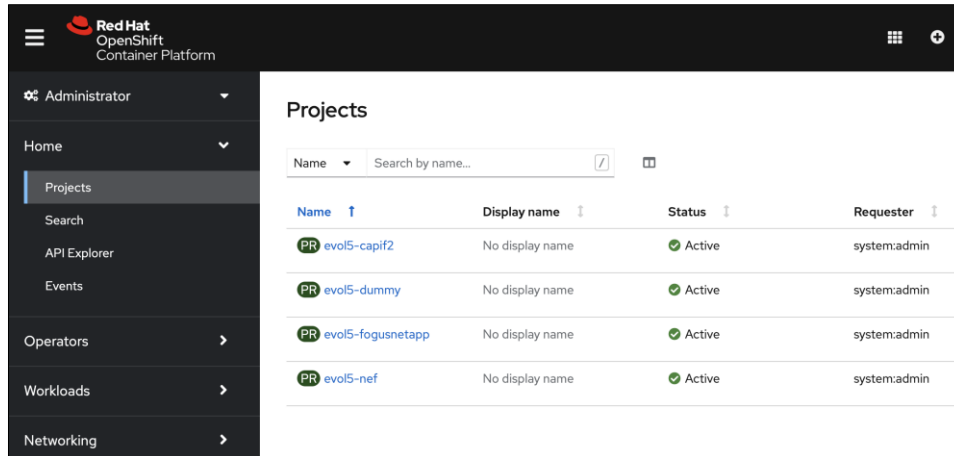 Red Hat
OpenShift
Container Platform
Administrator
Home
Projects
Search
API Explorer
Events
Operators
Workloads
Networking
Projects
Name
Search by name...
/
Name Display name Status Requester
PR evol5-capif2 No display name Active system:admin
PR evol5-dummy No display name Active system:admin
PR evol5-fogusnetapp No display name Active system:admin
PR evol5-nef No display name Active system:admin